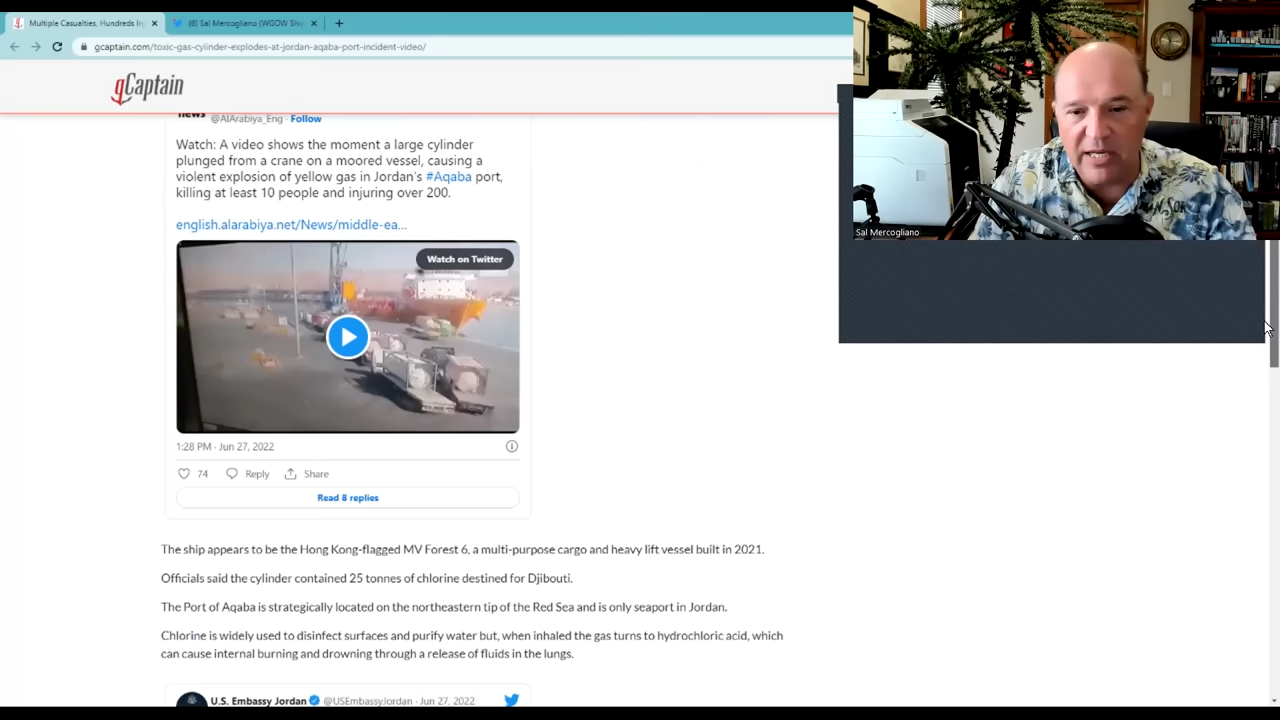 Multiple Casualties, Hundreds In
(6) Sal Mercogliano (WGOW Ship
gcaptain.com/toxic-gas-cylinder-explodes-at-jordan-aqaba-port-incident-video/
gCaptain
news
@AlArabiya_Eng · Follow
Watch: A video shows the moment a large cylinder
plunged from a crane on a moored vessel, causing a
violent explosion of yellow gas in Jordan's #Aqaba port,
killing at least 10 people and injuring over 200.
english.alarabiya.net/News/middle-ea...
Watch on Twitter
1:28 PM · Jun 27, 2022
74 Reply Share
Read 8 replies
The ship appears to be the Hong Kong-flagged MV Forest 6, a multi-purpose cargo and heavy lift vessel built in 2021.
Officials said the cylinder contained 25 tonnes of chlorine destined for Djibouti.
The Port of Aqaba is strategically located on the northeastern tip of the Red Sea and is only seaport in Jordan.
Chlorine is widely used to disinfect surfaces and purify water but, when inhaled the gas turns to hydrochloric acid, which
can cause internal burning and drowning through a release of fluids in the lungs.
U.S. Embassy Jordan @USEmbassyJordan · Jun 27, 2022
Sal Mercogliano